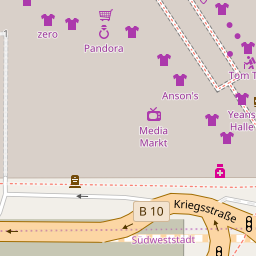 zero
Pandora
Tom T
Anson's
Yeans
Halle
Media
Markt
B 10
Kriegsstraße
Südweststadt